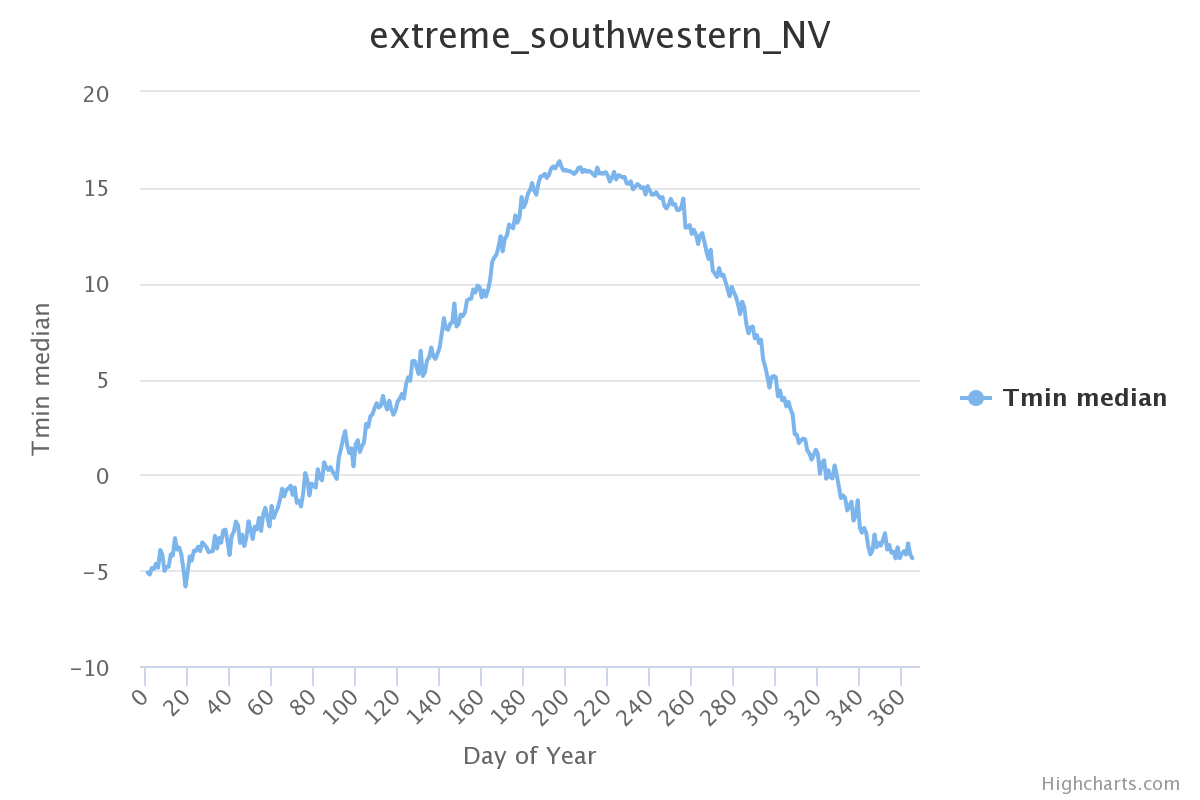 extreme_southwestern_NV
20
15
10
5
0
−5
−10
Tmin median
0 20 40 60 80 100 120 140 160 180 200 220 240 260 280 300 320 340 360
Day of Year
Tmin median
Highcharts.com